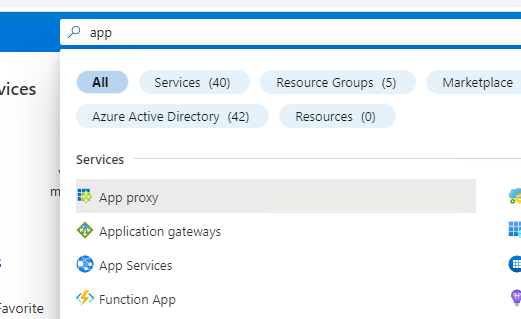 app
vices
All Services (40) Resource Groups (5) Marketplace
Azure Active Directory (42) Resources (0)
Services
App proxy
Application gateways
App Services
Function App
Favorite